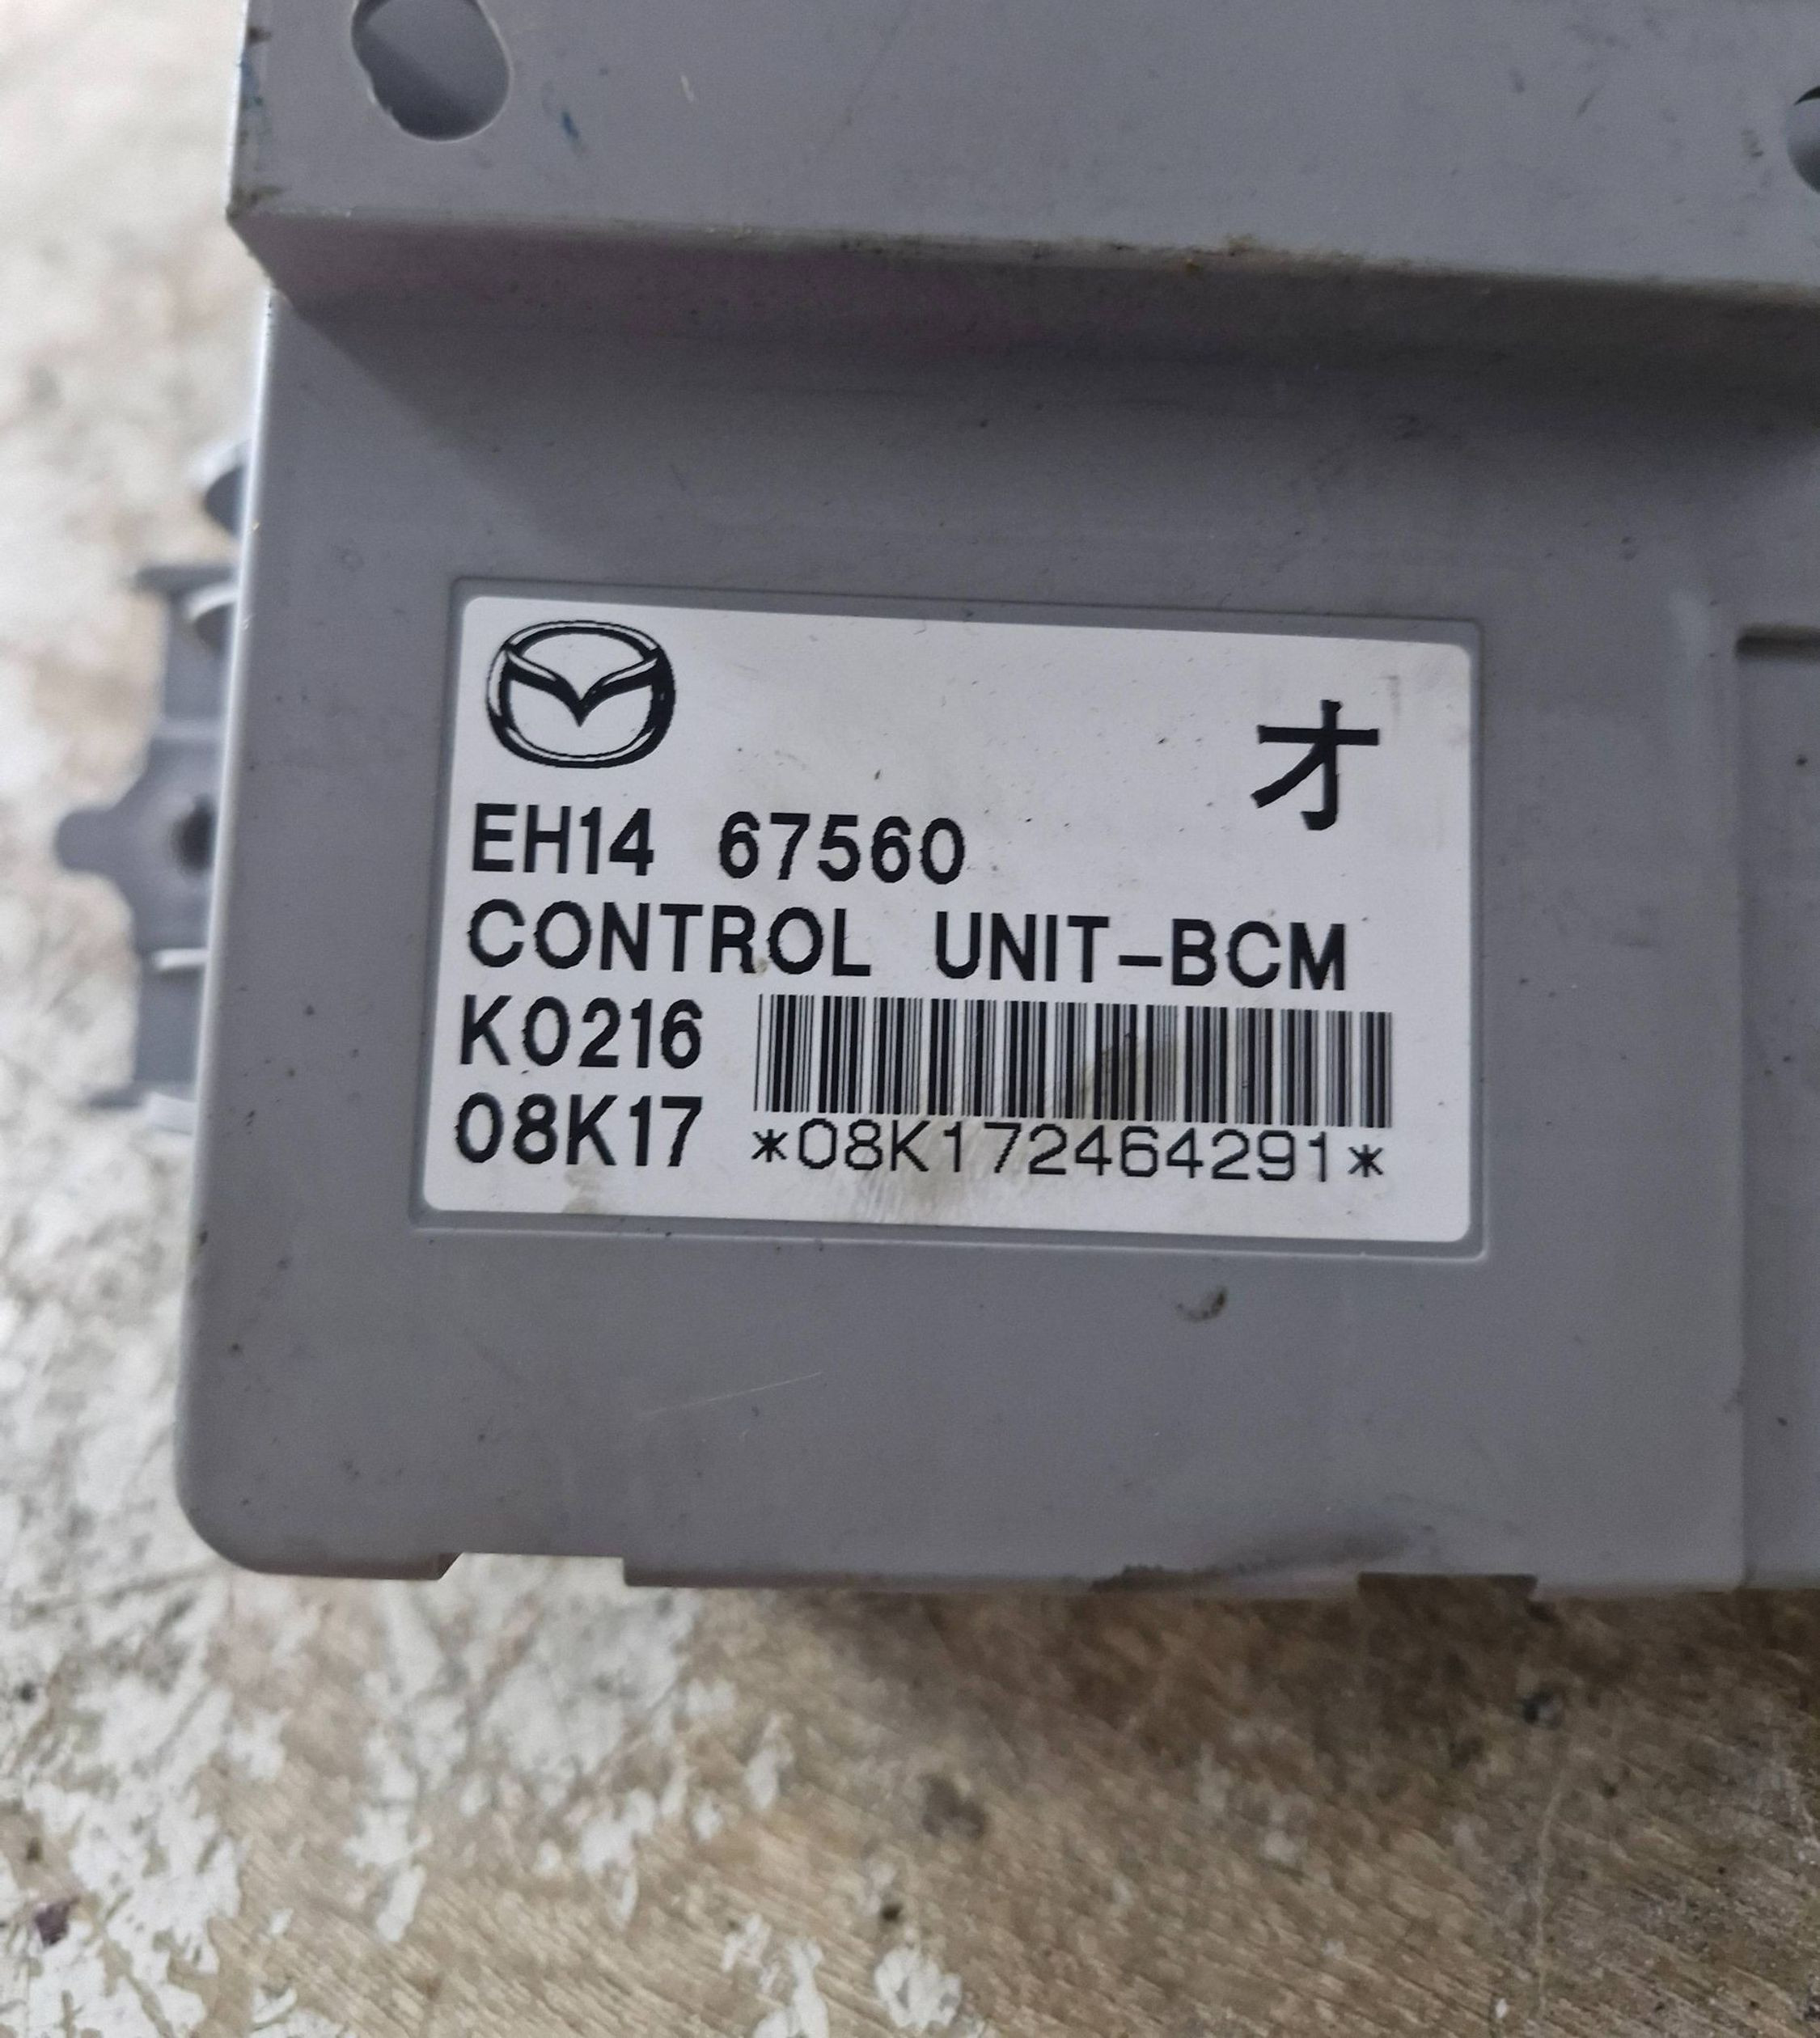 オ
EH14 67560
CONTROL UNIT-BCM
K0216
08K17
*08K172464291*